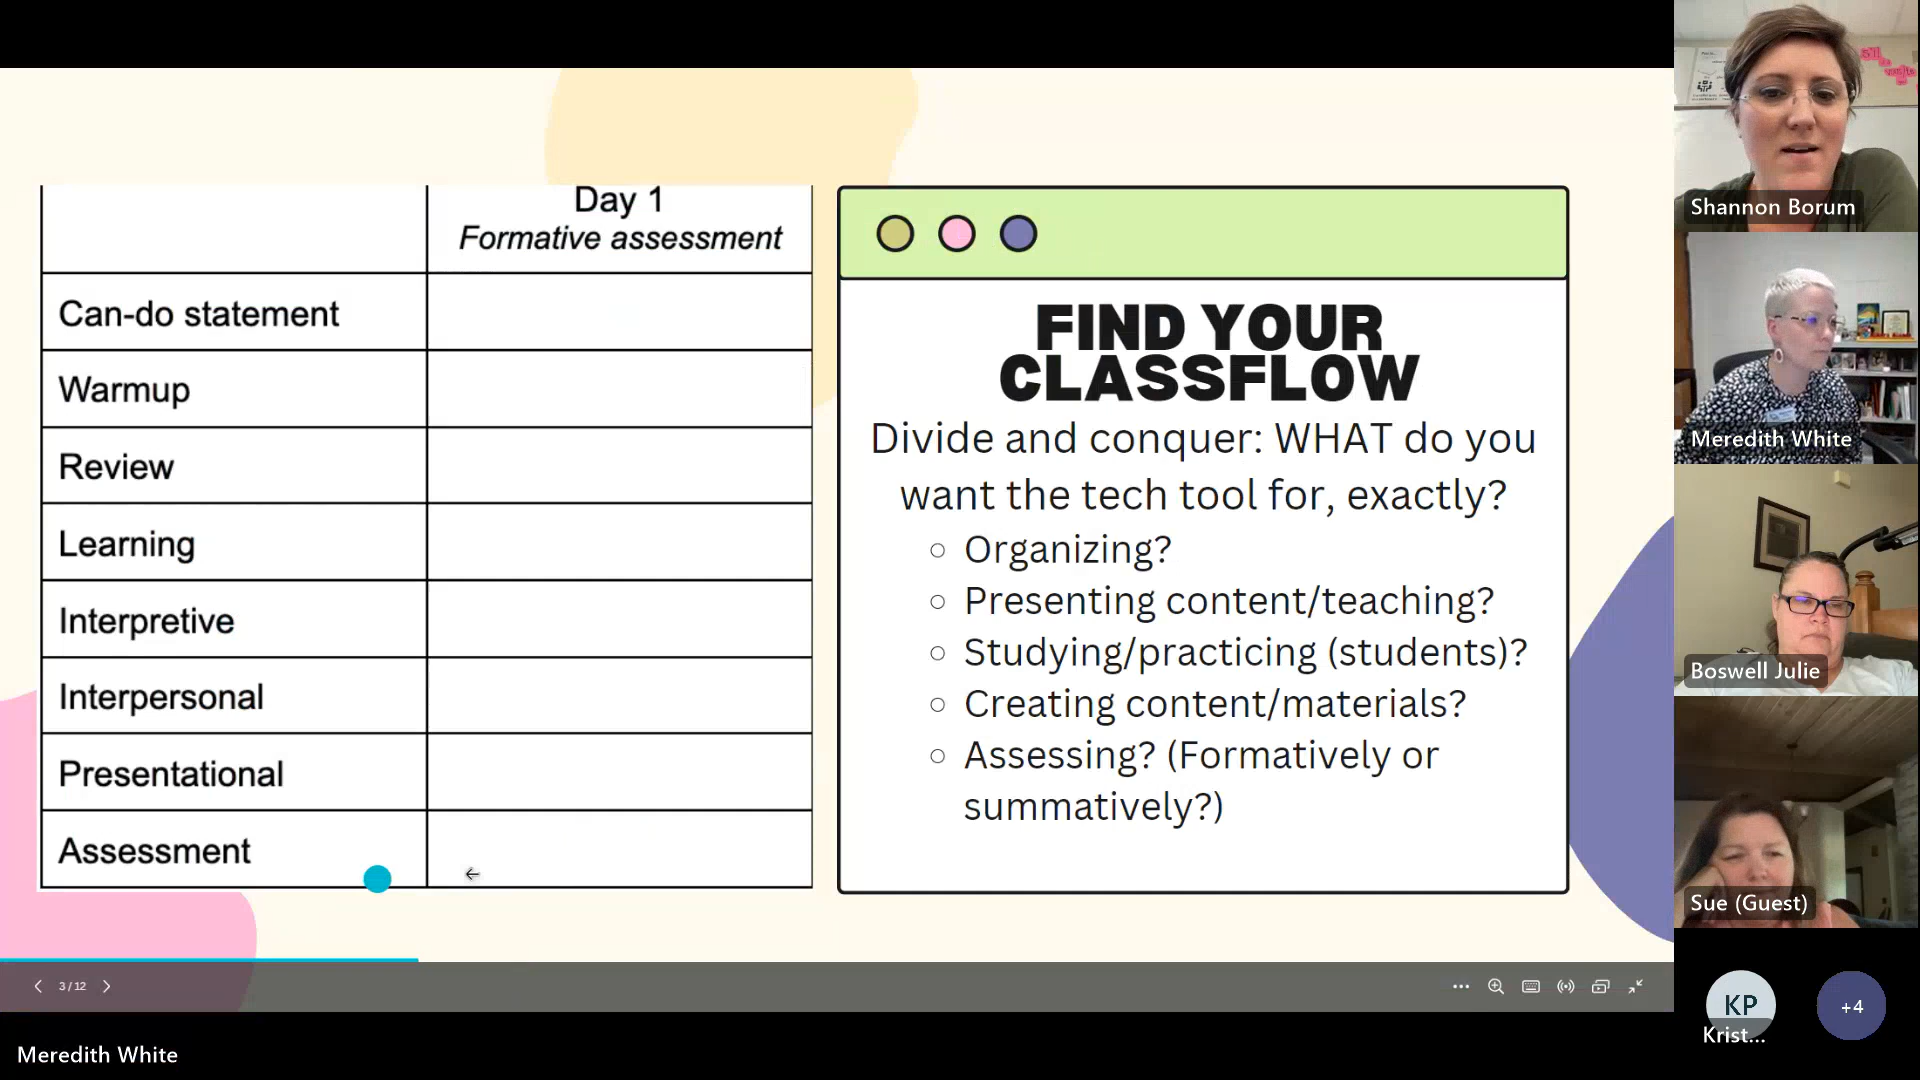 Day 1
Formative assessment
Can-do statement
Warmup
Review
Learning
Interpretive
Interpersonal
Presentational
Assessment
FIND YOUR
CLASSFLOW
Divide and conquer: WHAT do you
want the tech tool for, exactly?
Organizing?
Presenting content/teaching?
Studying/practicing (students)?
Creating content/materials?
Assessing? (Formatively or
summatively?)
3 / 12
Meredith White
Shannon Borum
Meredith White
Boswell Julie
Sue (Guest)
KP
Krist...
+4